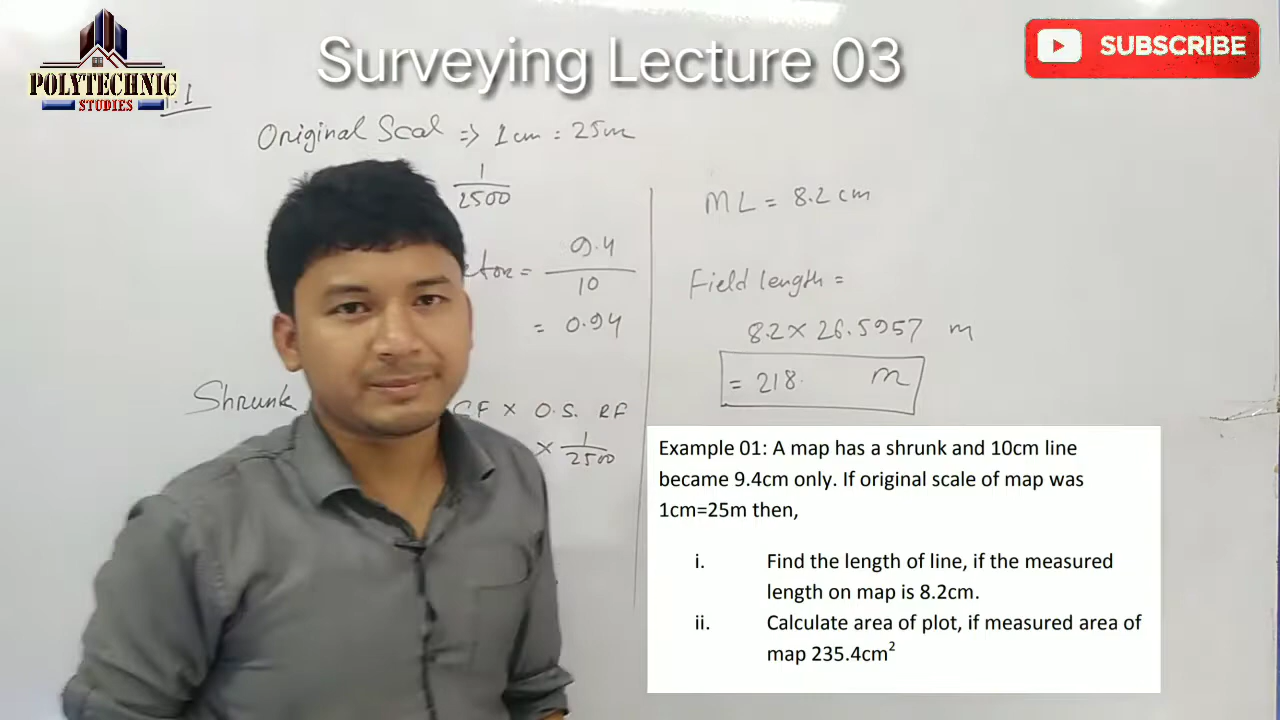 Surveying Lecture 03
SUBSCRIBE
POLYTECHNIC
STUDIES
Original Scal => 1 cm = 25m
1
2500
= 9.4
10
= 0.94
Shrunk
CF × O.S. RF
× 1
2500
ML = 8.2 cm
Field length =
8.2 × 26.5957 m
= 218. m
Example 01: A map has a shrunk and 10cm line
became 9.4cm only. If original scale of map was
1cm=25m then,
i. Find the length of line, if the measured
length on map is 8.2cm.
ii. Calculate area of plot, if measured area of
map 235.4cm²